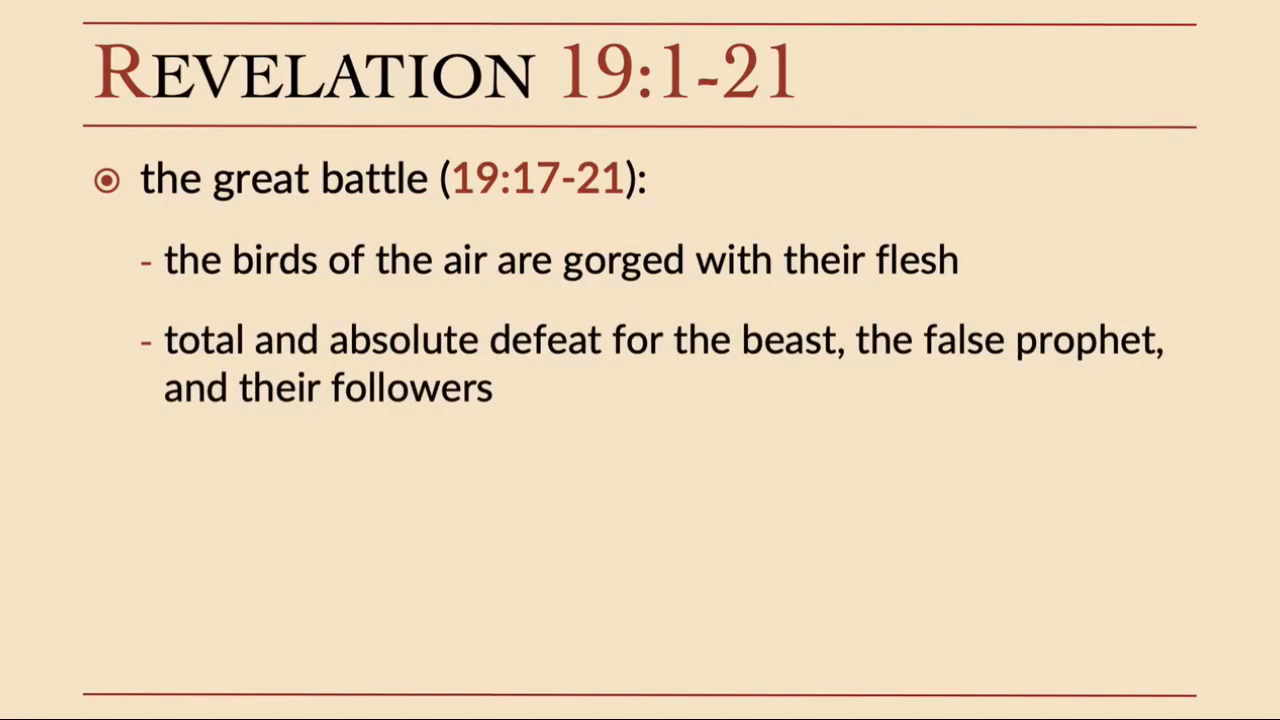 REVELATION 19:1-21
the great battle (19:17-21):
- the birds of the air are gorged with their flesh
- total and absolute defeat for the beast, the false prophet,
and their followers